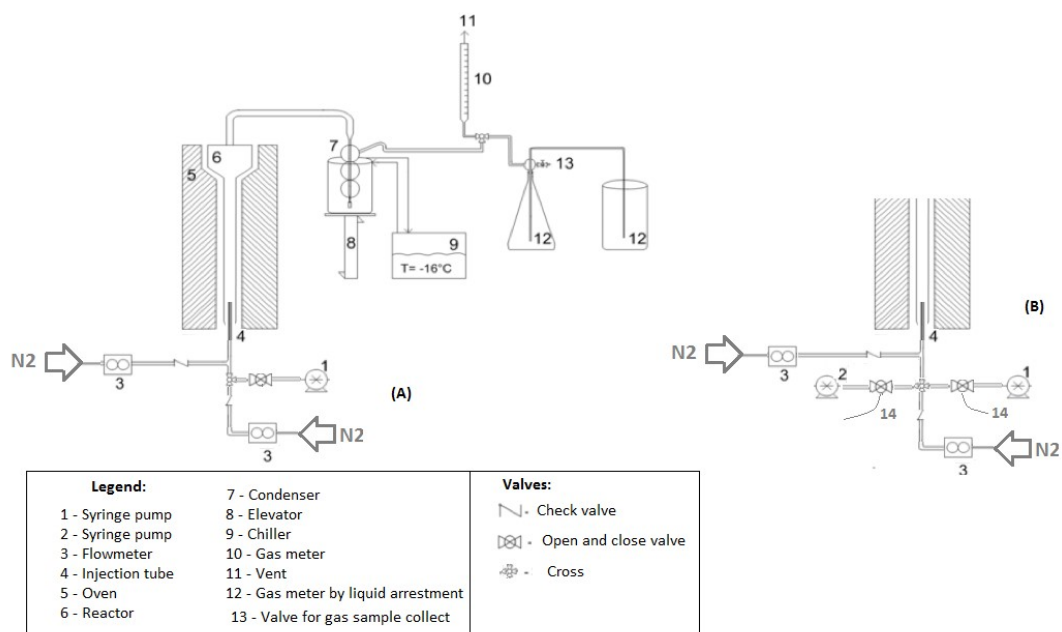 11
10
7
6
13
5
12
12
8
9
T= -16°C
4
N2
3
1
(A)
N2
3
(B)
4
N2
3
2
1
14
14
N2
3
Legend:
1 - Syringe pump
2 - Syringe pump
3 - Flowmeter
4 - Injection tube
5 - Oven
6 - Reactor
7 - Condenser
8 - Elevator
9 - Chiller
10 - Gas meter
11 - Vent
12 - Gas meter by liquid arrestment
13 - Valve for gas sample collect
Valves:
- Check valve
- Open and close valve
- Cross